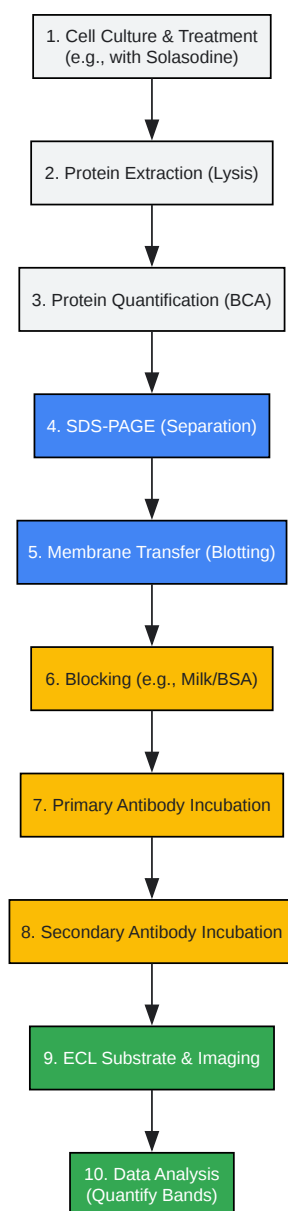 1. Cell Culture & Treatment
(e.g., with Solasodine)
2. Protein Extraction (Lysis)
3. Protein Quantification (BCA)
4. SDS-PAGE (Separation)
5. Membrane Transfer (Blotting)
6. Blocking (e.g., Milk/BSA)
7. Primary Antibody Incubation
8. Secondary Antibody Incubation
9. ECL Substrate & Imaging
10. Data Analysis
(Quantify Bands)